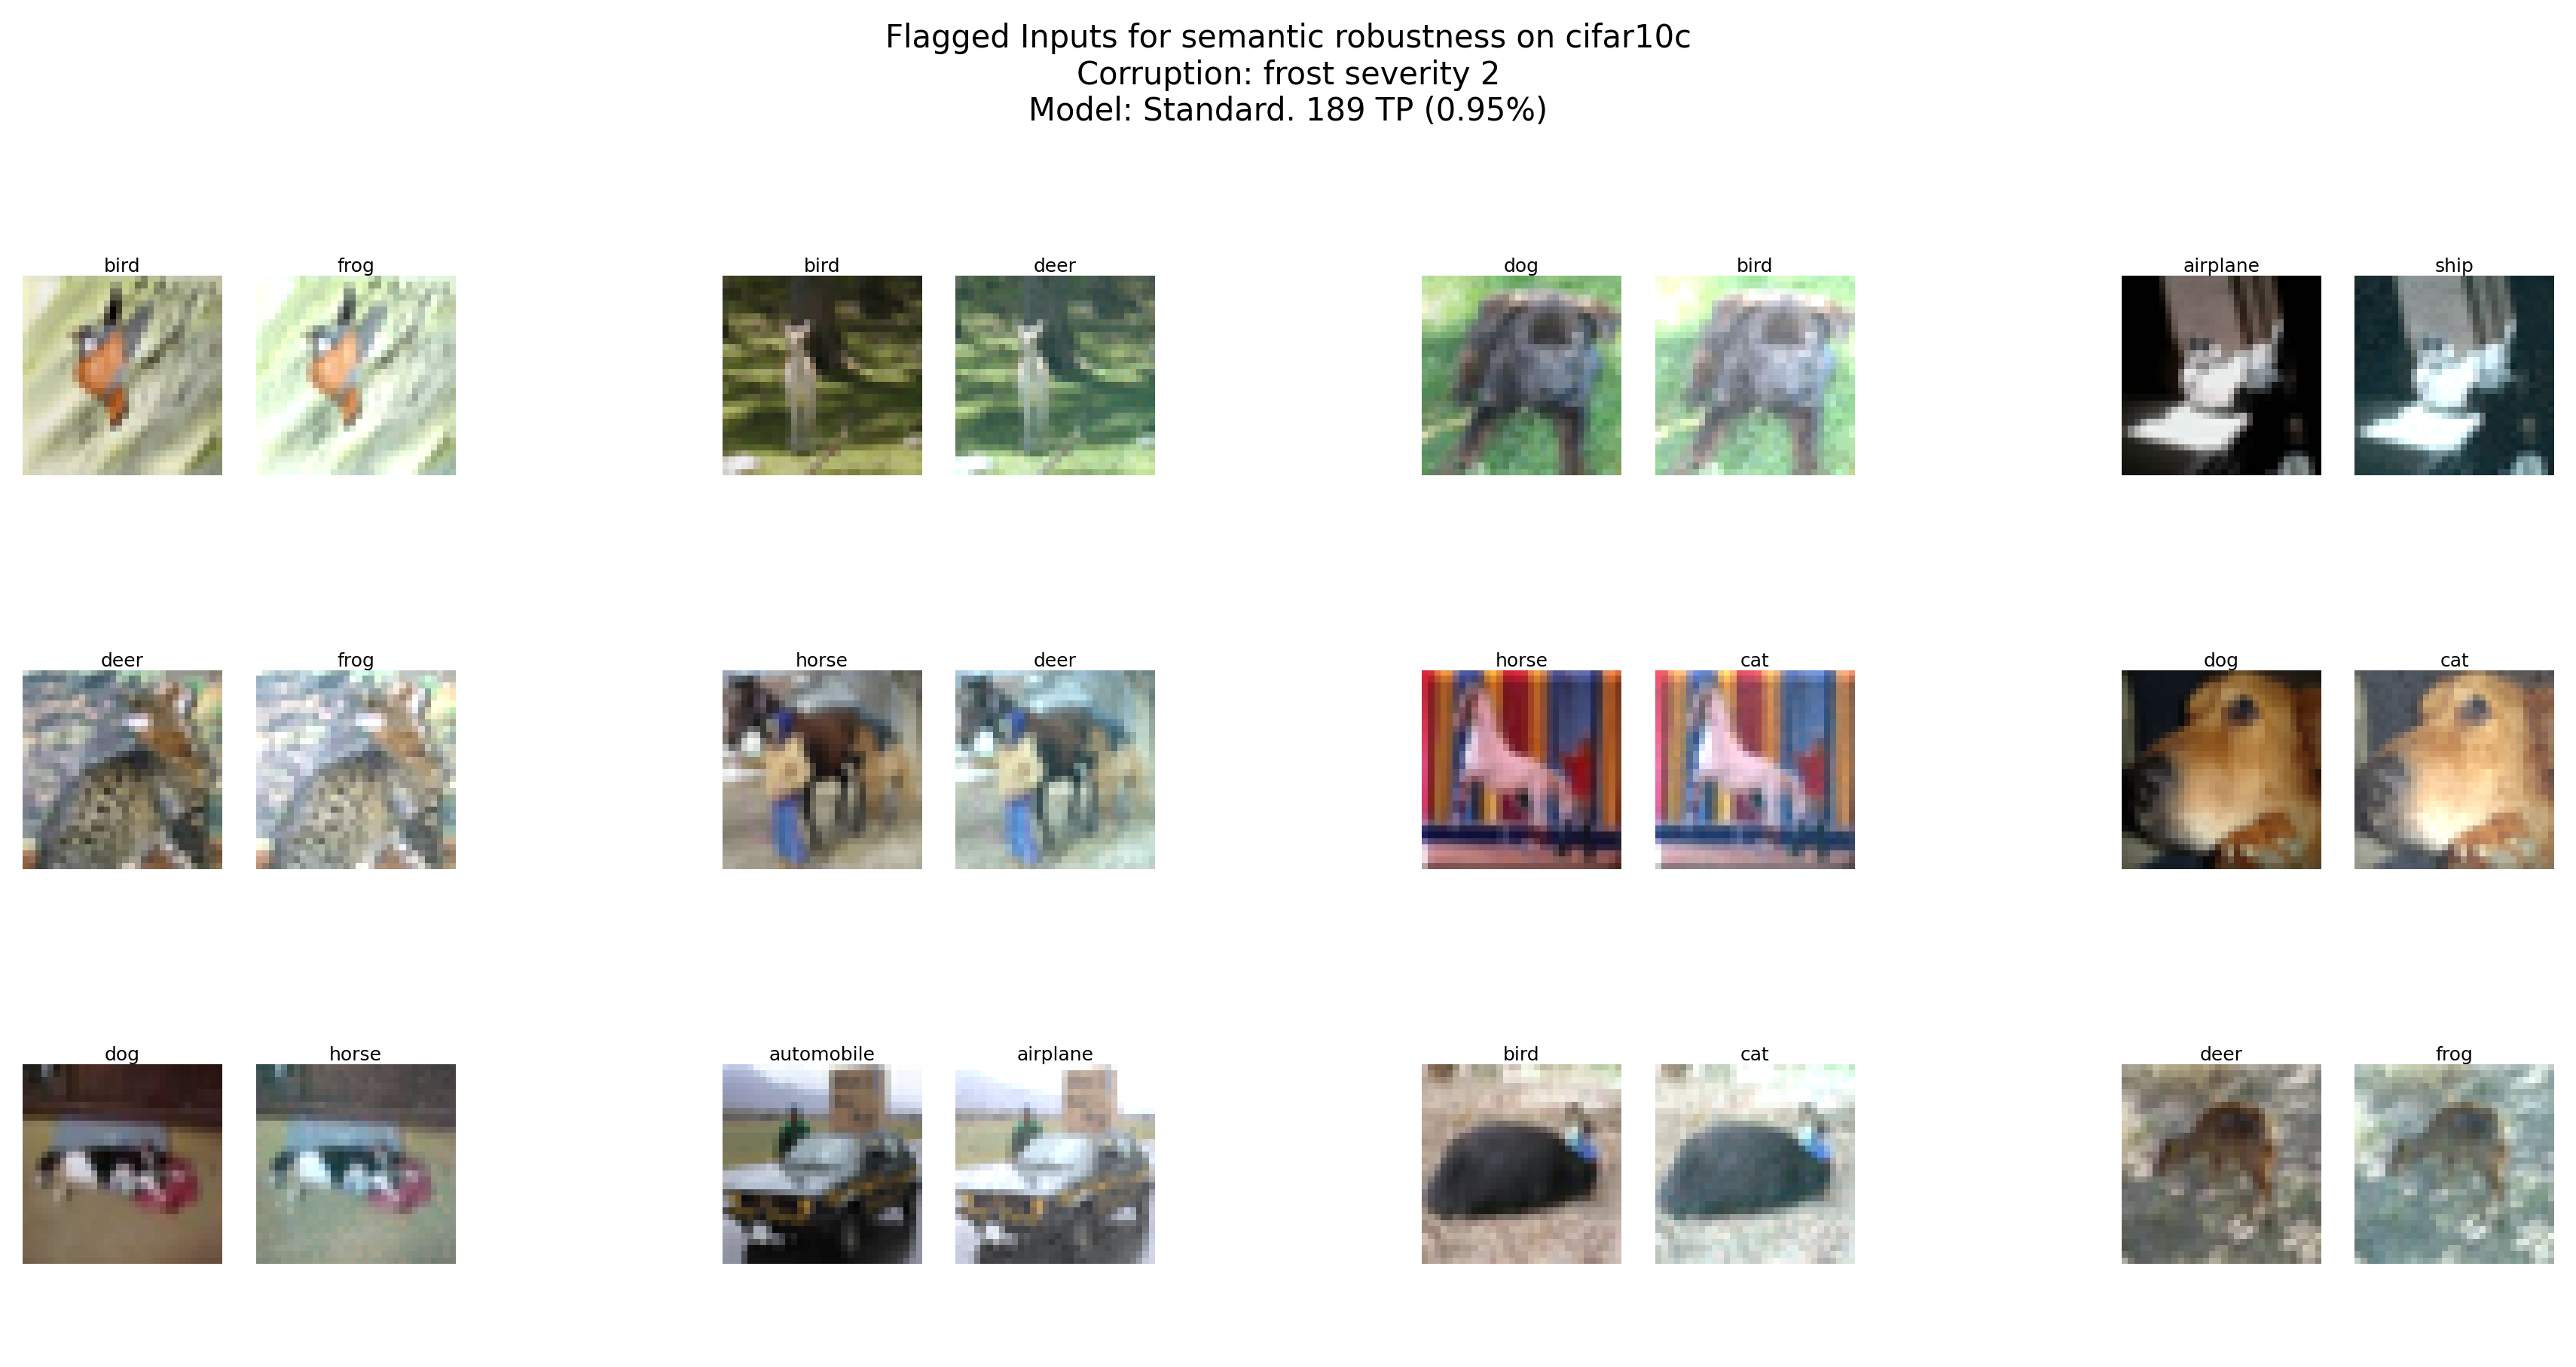 Flagged Inputs for semantic robustness on cifar10c
Corruption: frost severity 2
Model: Standard. 189 TP (0.95%)
bird frog bird deer dog bird airplane ship
deer frog horse deer horse cat dog cat
dog horse automobile airplane bird cat deer frog